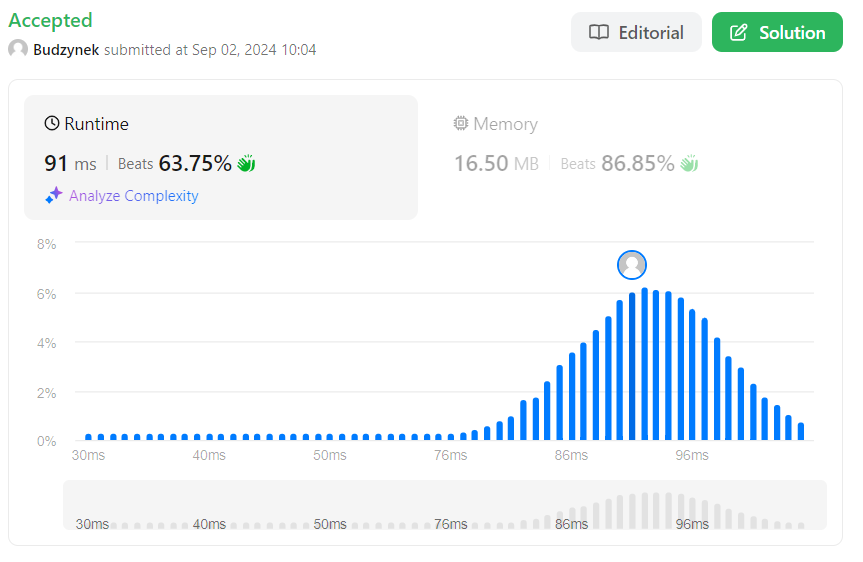 Accepted
Budzynek submitted at Sep 02, 2024 10:04
Editorial
Solution
Runtime
91 ms | Beats 63.75%
Analyze Complexity
Memory
16.50 MB | Beats 86.85%
8%
6%
4%
2%
0%
30ms 40ms 50ms 76ms 86ms 96ms
30ms 40ms 50ms 76ms 86ms 96ms